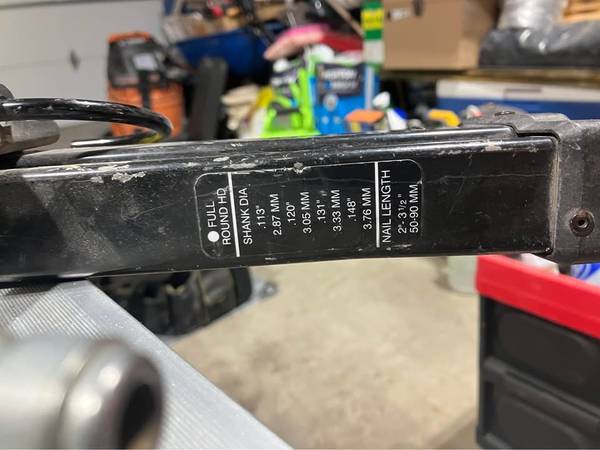 FULL
ROUND HD
SHANK DIA
.113"
2.87 MM
.120"
3.05 MM
.131"
3.33 MM
.148"
3.76 MM
NAIL LENGTH
2"- 3 1/2"
50-90 MM